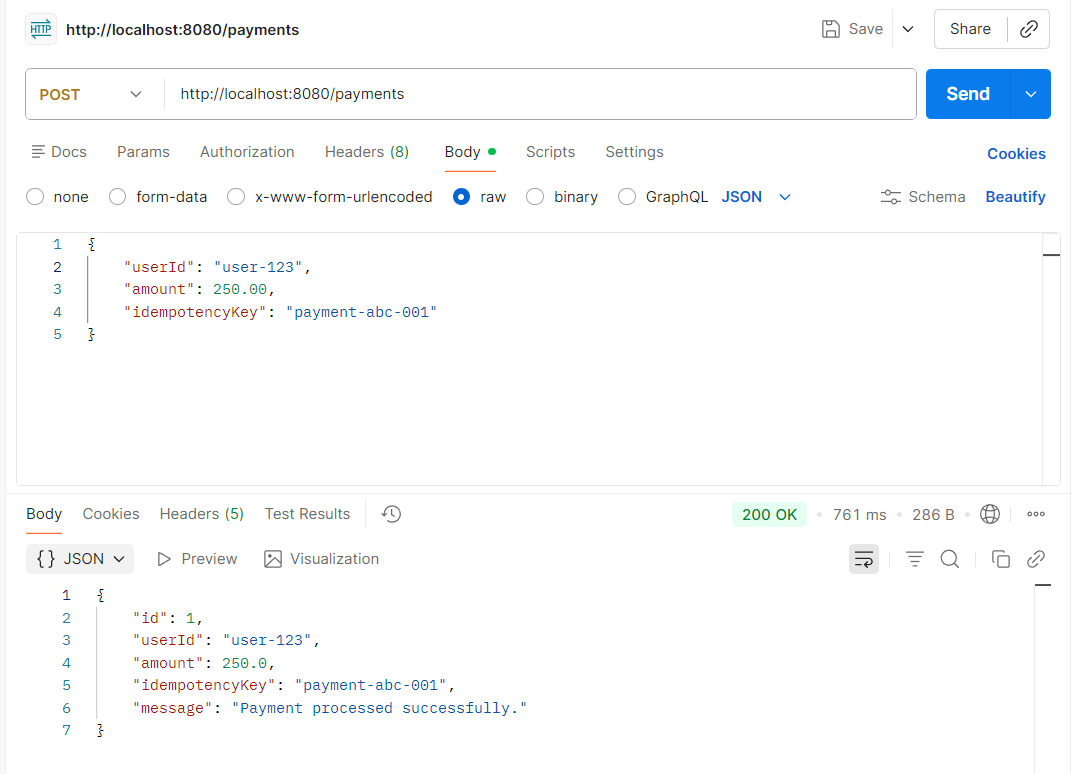 HTTP http://localhost:8080/payments Save Share
POST http://localhost:8080/payments Send
Docs Params Authorization Headers (8) Body Scripts Settings Cookies
none form-data x-www-form-urlencoded raw binary GraphQL JSON Schema Beautify
1 {
2 "userId": "user-123",
3 "amount": 250.00,
4 "idempotencyKey": "payment-abc-001"
5 }
Body Cookies Headers (5) Test Results 200 OK • 761 ms • 286 B •
{} JSON Preview Visualization
1 {
2 "id": 1,
3 "userId": "user-123",
4 "amount": 250.0,
5 "idempotencyKey": "payment-abc-001",
6 "message": "Payment processed successfully."
7 }